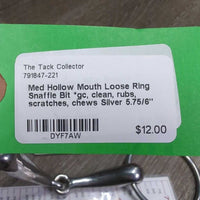 The Tack Collector
791847-221
Med Hollow Mouth Loose Ring
Snaffle Bit *gc, clean, rubs,
scratches, chews Silver 5.75/6"
DYF7AW
$12.00